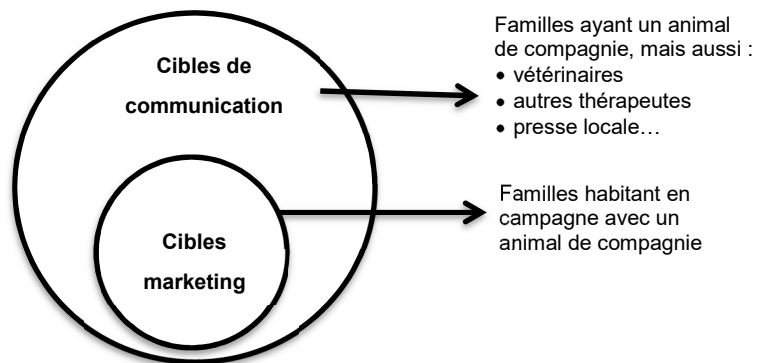 Cibles de
communication
Familles ayant un animal
de compagnie, mais aussi :
• vétérinaires
• autres thérapeutes
• presse locale…
Cibles
marketing
Familles habitant en
campagne avec un
animal de compagnie